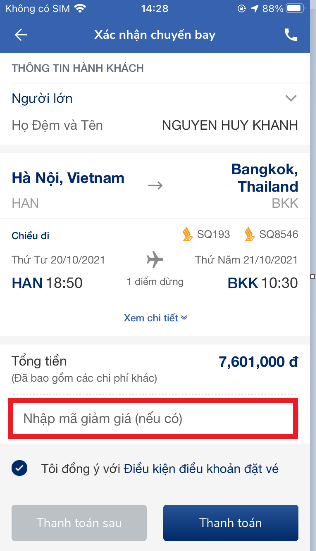 Không có SIM 14:28 88%
Xác nhận chuyến bay
THÔNG TIN HÀNH KHÁCH
Người lớn
Họ Đệm và Tên NGUYEN HUY KHANH
Hà Nội, Vietnam Bangkok, Thailand
HAN BKK
Chiều đi SQ193 SQ8546
Thứ Tư 20/10/2021 Thứ Năm 21/10/2021
HAN 18:50 1 điểm dừng BKK 10:30
Xem chi tiết
Tổng tiền 7,601,000 đ
(Đã bao gồm các chi phí khác)
Nhập mã giảm giá (nếu có)
Tôi đồng ý với Điều kiện điều khoản đặt vé
Thanh toán sau Thanh toán